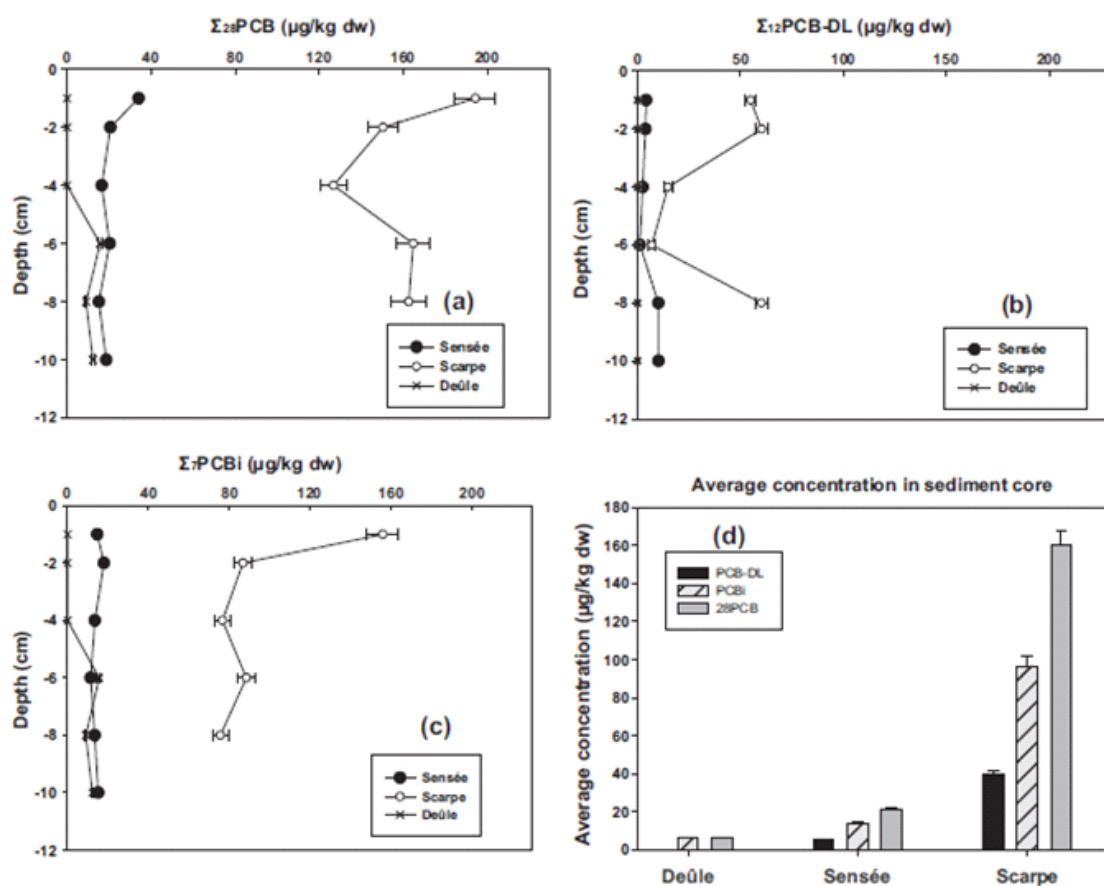 Σ28PCB (µg/kg dw)
0 40 80 120 160 200
0
-2
-4
-6
-8
-10
-12
Depth (cm)
(a)
Sensée
Scarpe
Deûle
Σ12PCB-DL (µg/kg dw)
0 50 100 150 200
0
-2
-4
-6
-8
-10
-12
Depth (cm)
(b)
Sensée
Scarpe
Deûle
Σ7PCBi (µg/kg dw)
0 40 80 120 160 200
0
-2
-4
-6
-8
-10
-12
Depth (cm)
(c)
Sensée
Scarpe
Deûle
Average concentration in sediment core
180
160
140
120
100
80
60
40
20
0
Average concentration (µg/kg dw)
(d)
PCB-DL
PCBi
28PCB
Deûle Sensée Scarpe